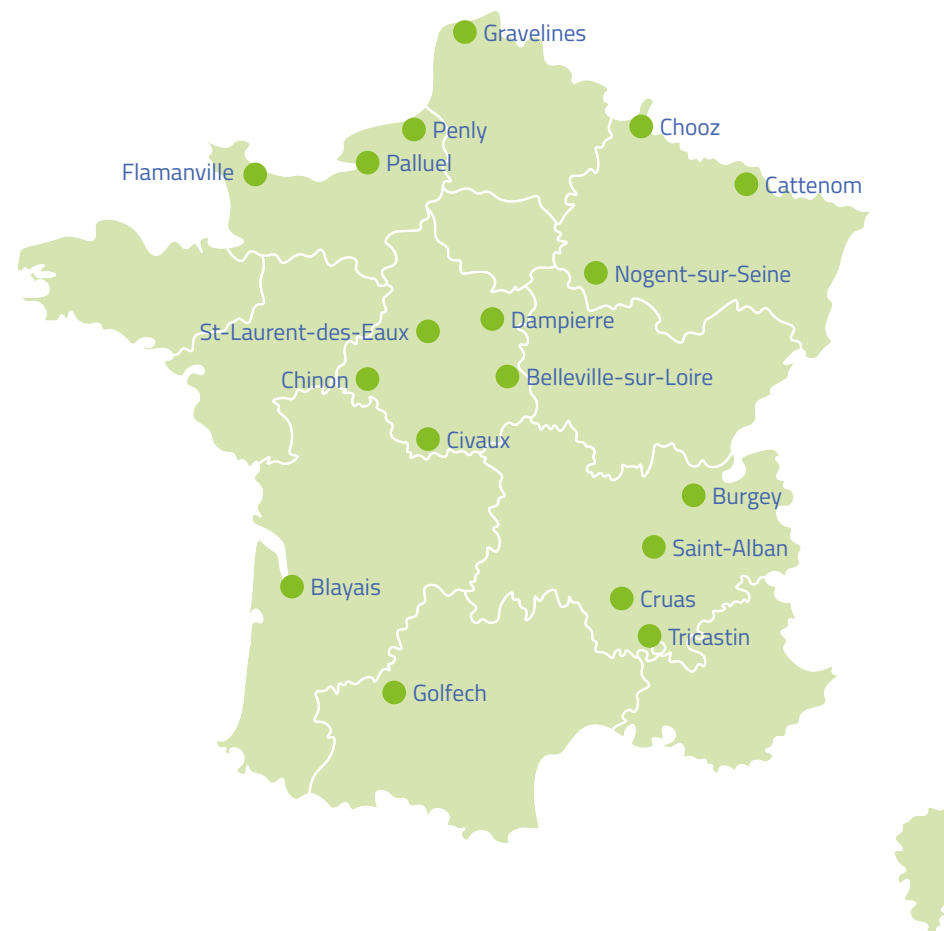 Gravelines
Chooz
Penly
Palluel
Flamanville
Cattenom
Nogent-sur-Seine
Dampierre
St-Laurent-des-Eaux
Belleville-sur-Loire
Chinon
Civaux
Burgey
Saint-Alban
Blayais
Cruas
Tricastin
Golfech